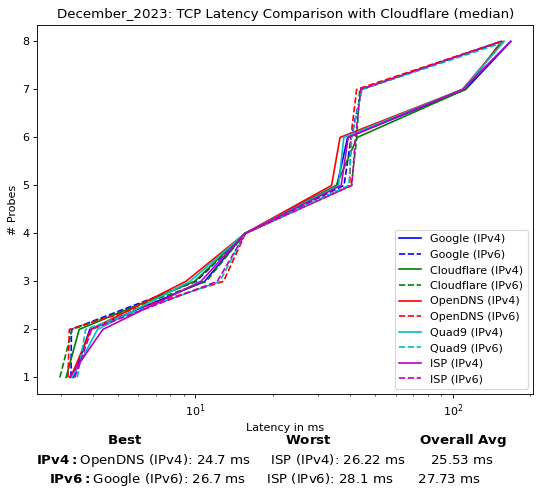 December_2023: TCP Latency Comparison with Cloudflare (median)
# Probes
8
7
6
5
4
3
2
1
10¹
10²
Latency in ms
Google (IPv4)
Google (IPv6)
Cloudflare (IPv4)
Cloudflare (IPv6)
OpenDNS (IPv4)
OpenDNS (IPv6)
Quad9 (IPv4)
Quad9 (IPv6)
ISP (IPv4)
ISP (IPv6)
Best Worst Overall Avg
IPv4: OpenDNS (IPv4): 24.7 ms ISP (IPv4): 26.22 ms 25.53 ms
IPv6: Google (IPv6): 26.7 ms ISP (IPv6): 28.1 ms 27.73 ms